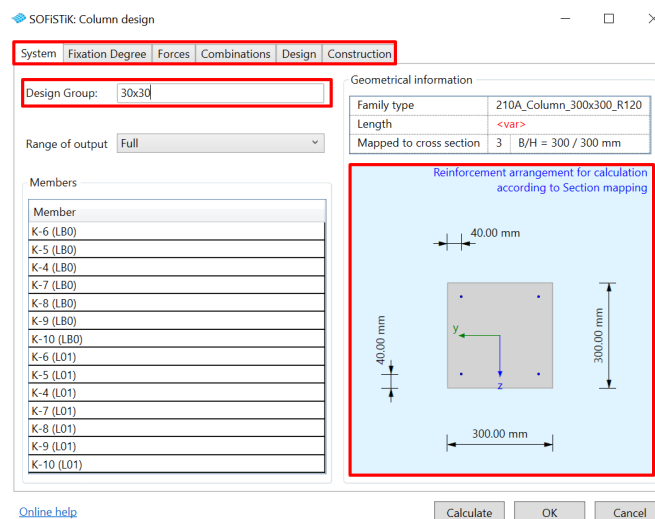 SOFiSTiK: Column design
System Fixation Degree Forces Combinations Design Construction
Design Group: 30x30
Range of output Full
Members
Member
K-6 (LB0)
K-5 (LB0)
K-4 (LB0)
K-7 (LB0)
K-8 (LB0)
K-9 (LB0)
K-10 (LB0)
K-6 (L01)
K-5 (L01)
K-4 (L01)
K-7 (L01)
K-8 (L01)
K-9 (L01)
K-10 (L01)
Geometrical information
Family type 210A_Column_300x300_R120
Length <var>
Mapped to cross section 3 B/H = 300 / 300 mm
Reinforcement arrangement for calculation
according to Section mapping
40.00 mm
y
z
40.00 mm
300.00 mm
300.00 mm
Online help
Calculate OK Cancel